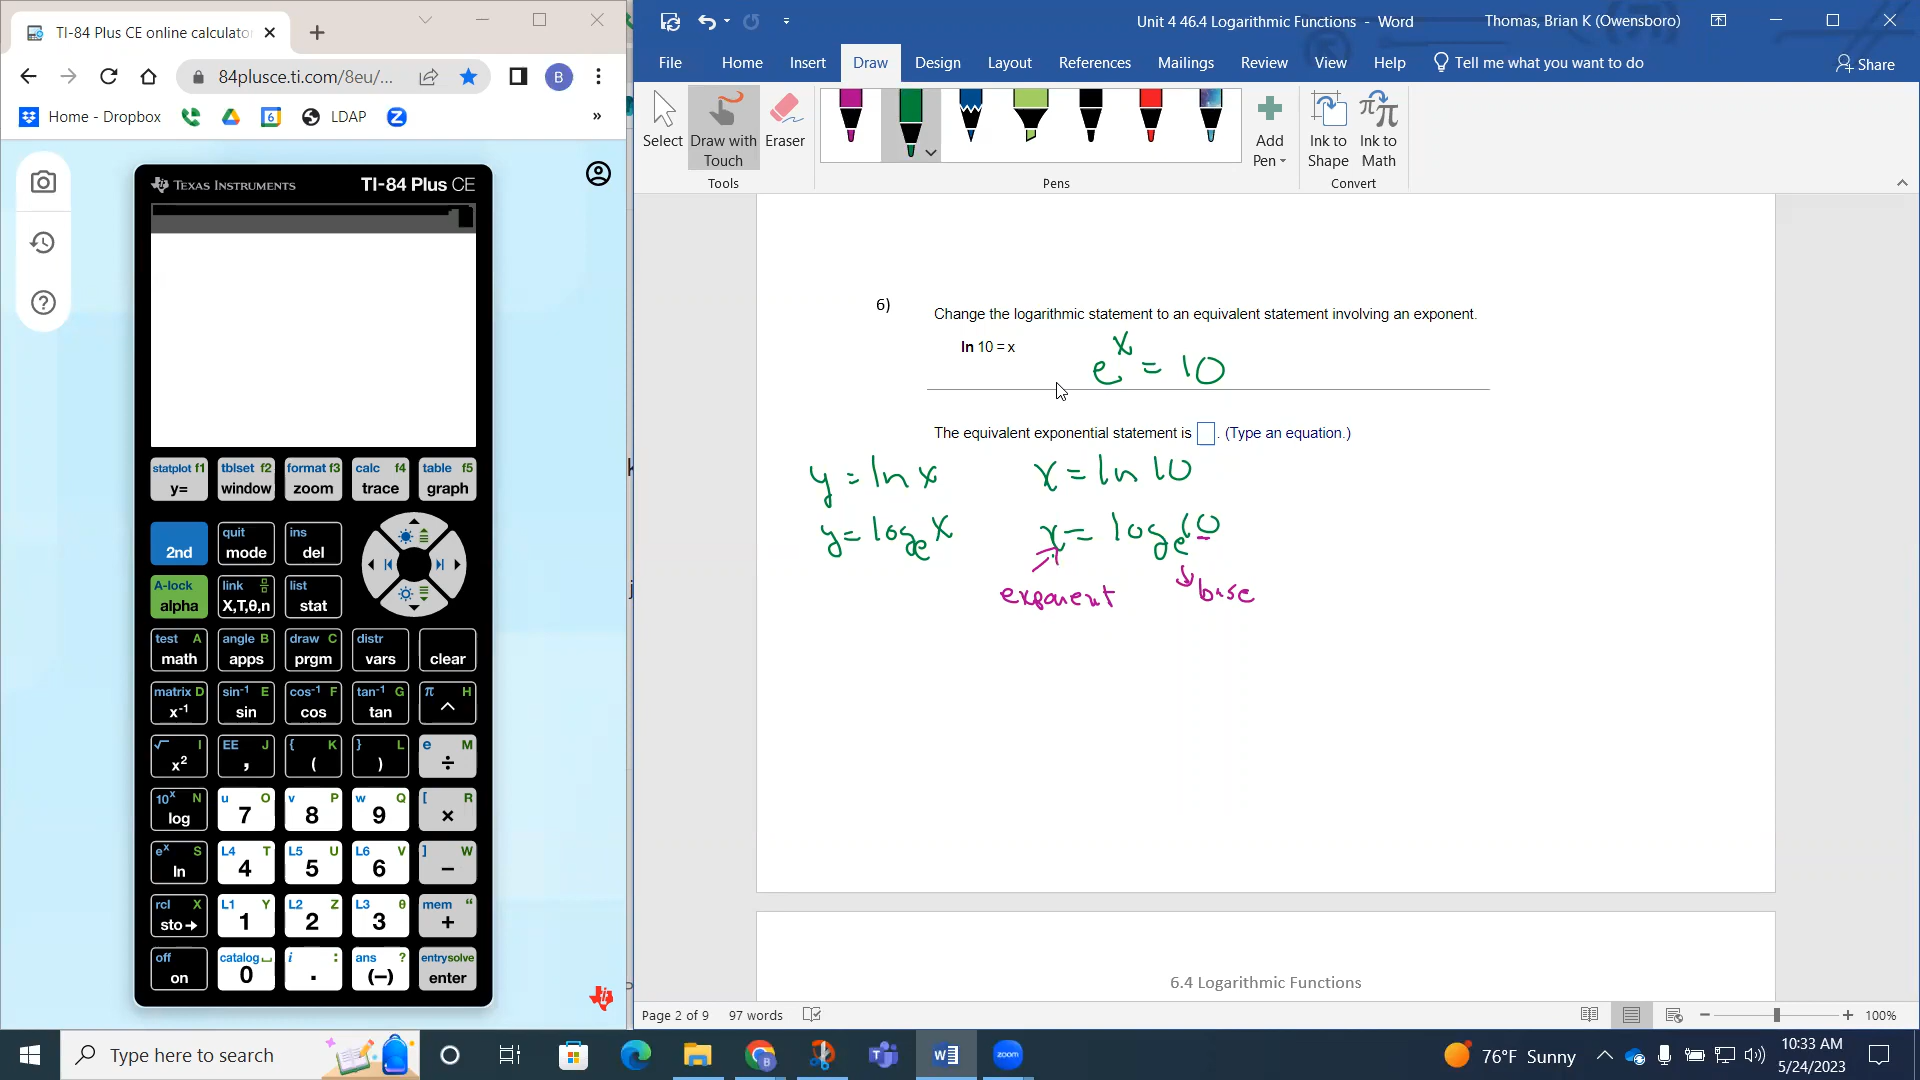 TI-84 Plus CE online calculato
84plusce.ti.com/8eu/...
B
Home - Dropbox
6
LDAP
Z
»
TEXAS INSTRUMENTS TI-84 Plus CE
statplot f1 tblset f2 format f3 calc f4 table f5
y= window zoom trace graph
quit ins
2nd mode del
A-lock link list
alpha X,T,θ,n stat
test A angle B draw C distr
math apps prgm vars clear
matrix D sin⁻¹ E cos⁻¹ F tan⁻¹ G π H
x⁻¹ sin cos tan ^
√ I EE J { K } L e M
x² , ( ) ÷
10ˣ N u O v P w Q [ R
log 7 8 9 ×
eˣ S L4 T L5 U L6 V ] W
ln 4 5 6 −
rcl X L1 Y L2 Z L3 θ mem "
sto→ 1 2 3 +
off catalog i : ans ? entry solve
on 0 . (−) enter
Unit 4 46.4 Logarithmic Functions - Word
Thomas, Brian K (Owensboro)
File Home Insert Draw Design Layout References Mailings Review View Help Tell me what you want to do Share
Select Draw with Touch Eraser
Add Pen
Ink to Shape
Ink to Math
Tools Pens Convert
6)
Change the logarithmic statement to an equivalent statement involving an exponent.
ln 10 = x
eˣ = 10
The equivalent exponential statement is . (Type an equation.)
y = ln x x = ln 10
y = logₑ x x = logₑ 10
exponent base
6.4 Logarithmic Functions
Page 2 of 9 97 words
100%
Type here to search
zoom
76°F Sunny
10:33 AM
5/24/2023